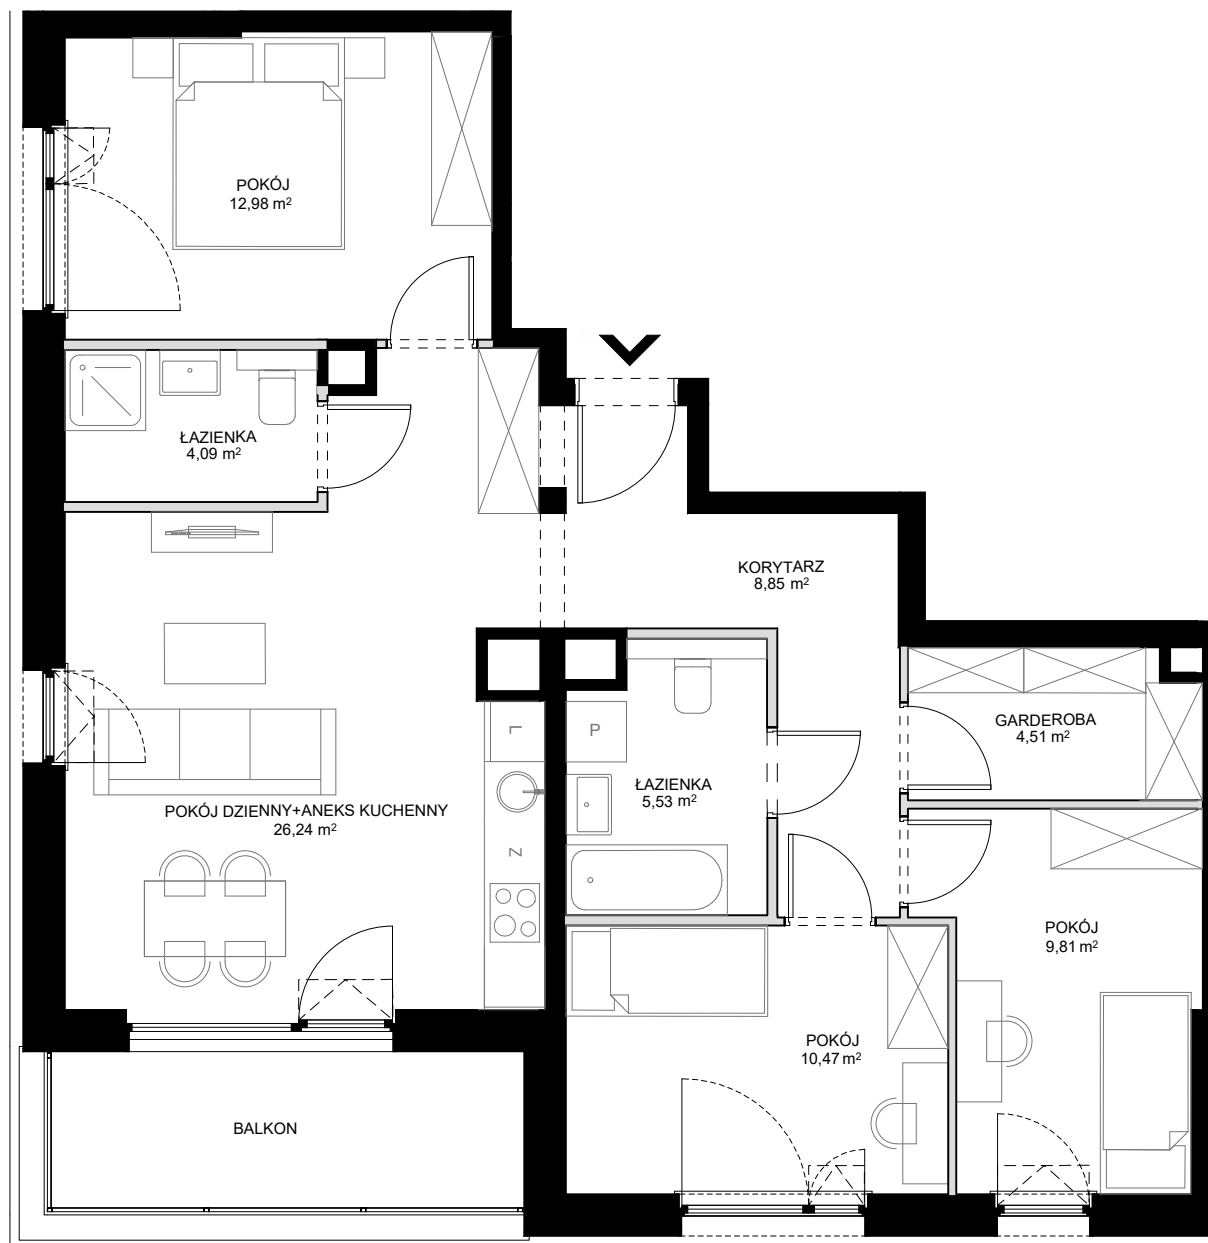 POKÓJ
12,98 m²
ŁAZIENKA
4,09 m²
KORYTARZ
8,85 m²
L
P
GARDEROBA
4,51 m²
ŁAZIENKA
5,53 m²
POKÓJ DZIENNY+ANEKS KUCHENNY
26,24 m²
Z
POKÓJ
9,81 m²
POKÓJ
10,47 m²
BALKON